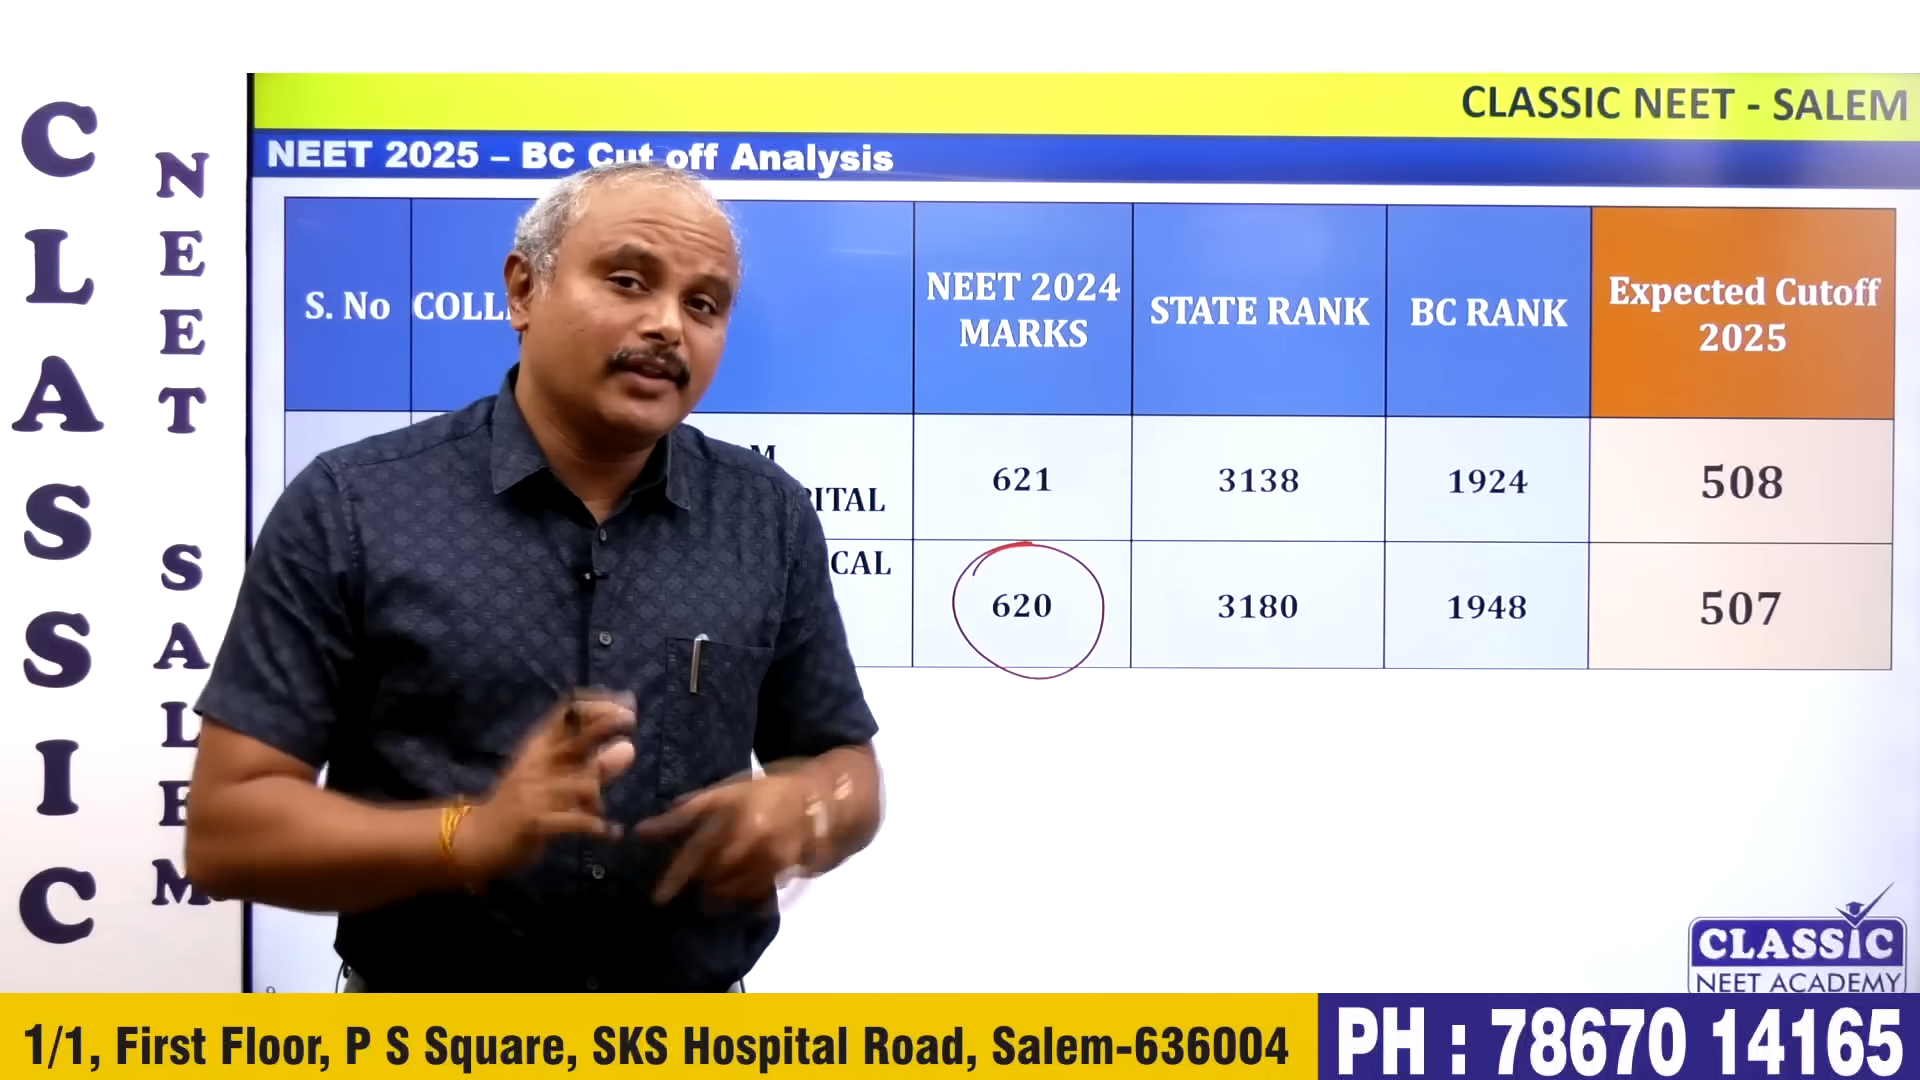 CLASSIC
NEET SALEM
CLASSIC NEET - SALEM
NEET 2025 – BC Cut off Analysis
S. No
NEET 2024
MARKS
STATE RANK
BC RANK
Expected Cutoff
2025
621
3138
1924
508
620
3180
1948
507
CLASSIC
NEET ACADEMY
1/1, First Floor, P S Square, SKS Hospital Road, Salem-636004
PH : 78670 14165